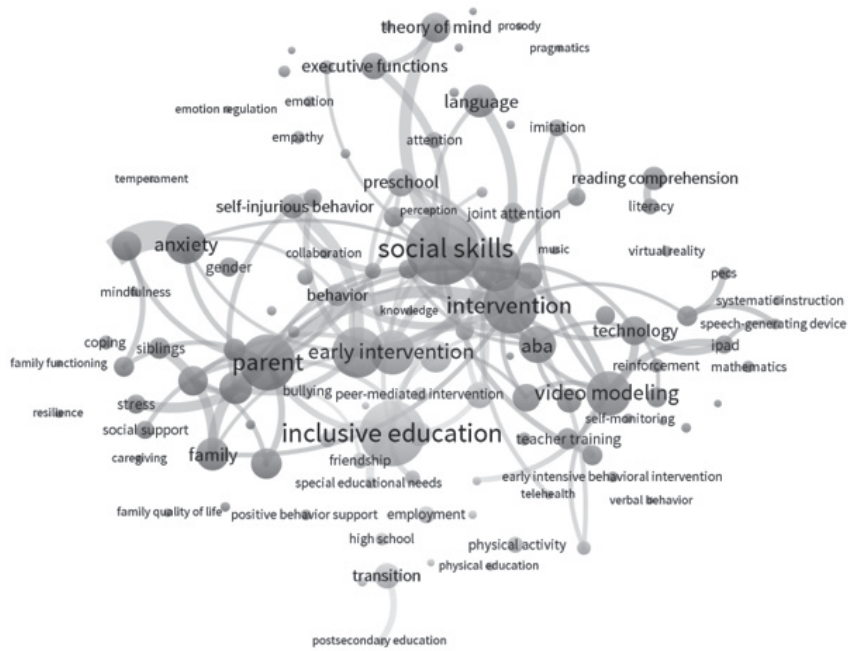 theory of mind
prosody
pragmatics
executive functions
emotion regulation
emotion
language
empathy
attention
imitation
temperament
preschool
reading comprehension
self-injurious behavior
perception
joint attention
literacy
anxiety
social skills
music
virtual reality
collaboration
gender
pecs
mindfulness
behavior
knowledge
intervention
systematic instruction
speech-generating device
technology
coping
siblings
parent
early intervention
aba
ipad
family functioning
reinforcement
mathematics
bullying
peer-mediated intervention
video modeling
stress
resilience
self-monitoring
social support
inclusive education
teacher training
caregiving
family
friendship
special educational needs
early intensive behavioral intervention
telehealth
verbal behavior
family quality of life
positive behavior support
employment
high school
physical activity
physical education
transition
postsecondary education